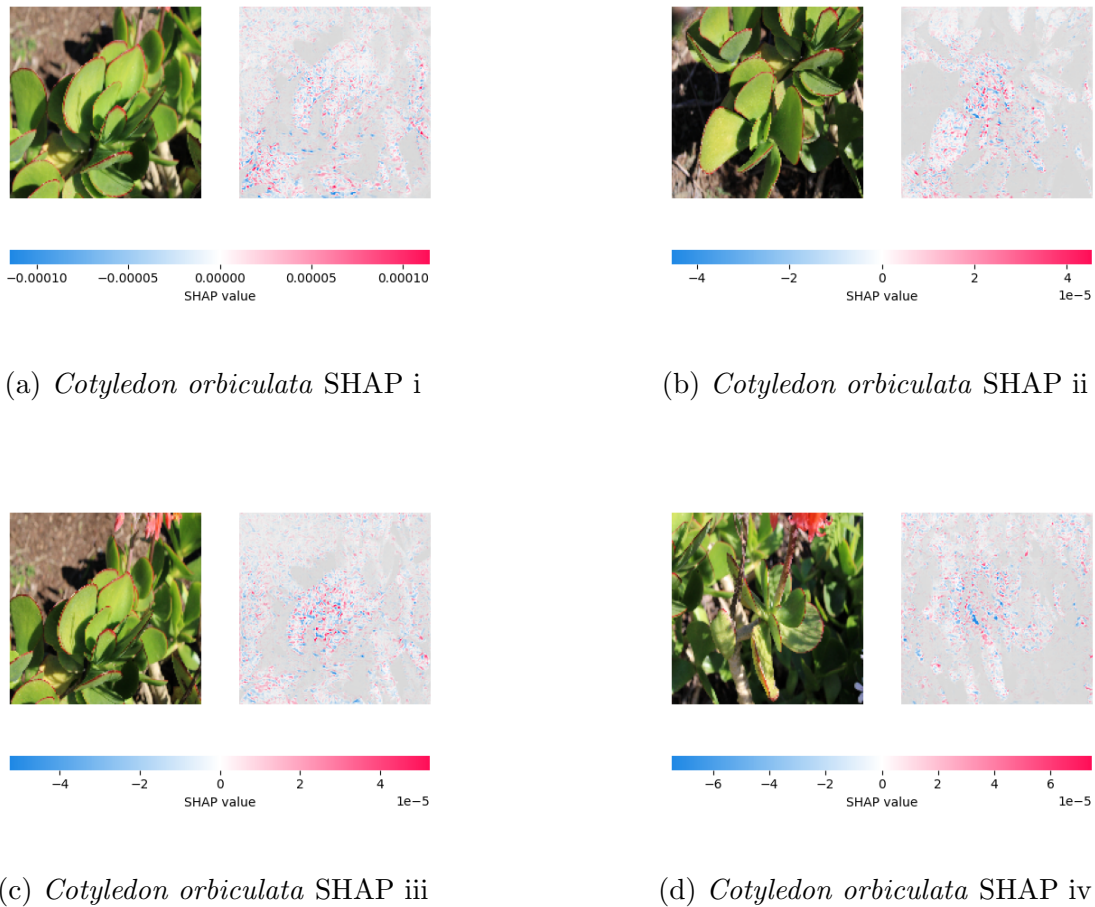 −0.00010 −0.00005 0.00000 0.00005 0.00010
SHAP value
−4 −2 0 2 4
1e−5
SHAP value
(a) Cotyledon orbiculata SHAP i
(b) Cotyledon orbiculata SHAP ii
−4 −2 0 2 4
1e−5
SHAP value
−6 −4 −2 0 2 4 6
1e−5
SHAP value
(c) Cotyledon orbiculata SHAP iii
(d) Cotyledon orbiculata SHAP iv